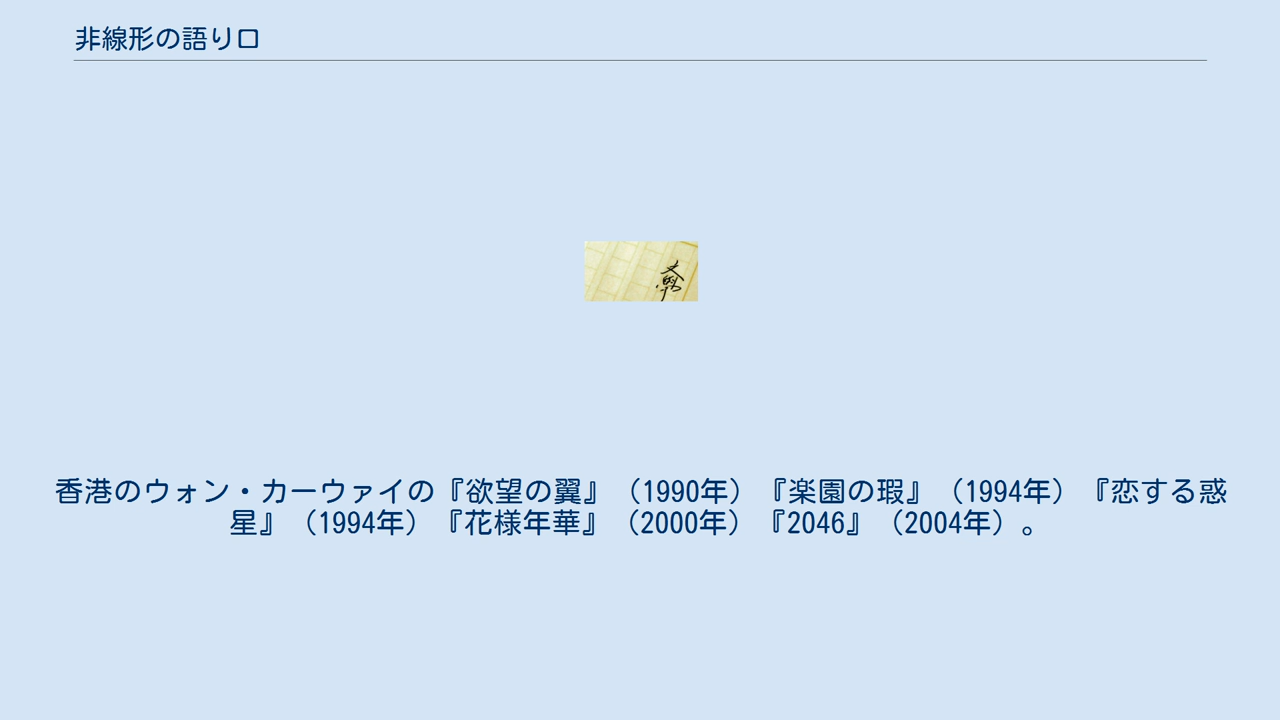 非線形の語り口
香港のウォン・カーウァイの『欲望の翼』（1990年）『楽園の瑕』（1994年）『恋する惑
星』（1994年）『花様年華』（2000年）『2046』（2004年）。